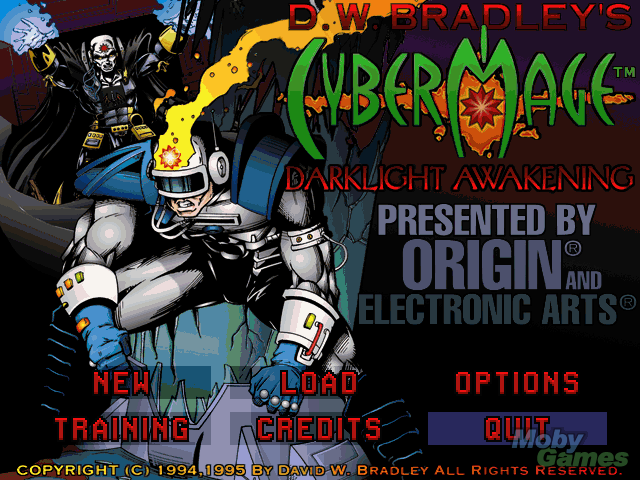 D. W. BRADLEY'S
CYBERMAGE™
DARKLIGHT AWAKENING
PRESENTED BY
ORIGIN® AND
ELECTRONIC ARTS®
NEW LOAD OPTIONS
TRAINING CREDITS QUIT
Moby
Games
COPYRIGHT (C) 1994,1995 BY DAVID W. BRADLEY ALL RIGHTS RESERVED.